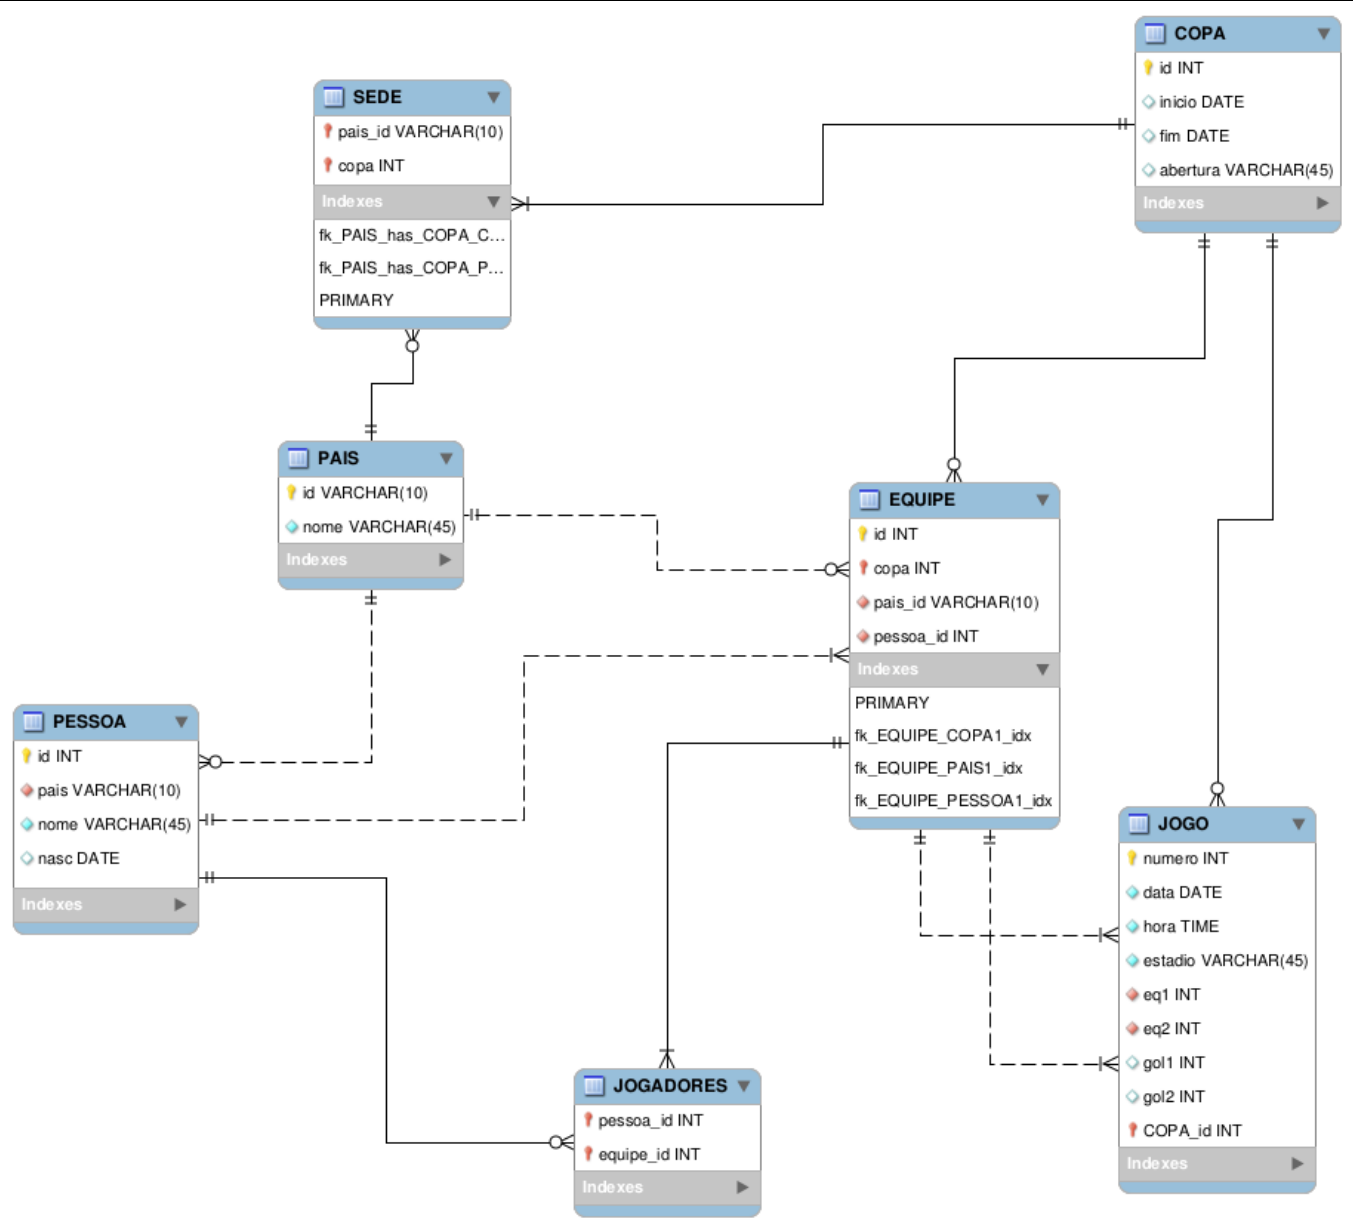 COPA
id INT
inicio DATE
fim DATE
abertura VARCHAR(45)
Indexes
SEDE
pais_id VARCHAR(10)
copa INT
Indexes
fk_PAIS_has_COPA_C...
fk_PAIS_has_COPA_P...
PRIMARY
PAIS
id VARCHAR(10)
nome VARCHAR(45)
Indexes
EQUIPE
id INT
copa INT
pais_id VARCHAR(10)
pessoa_id INT
Indexes
PRIMARY
fk_EQUIPE_COPA1_idx
fk_EQUIPE_PAIS1_idx
fk_EQUIPE_PESSOA1_idx
PESSOA
id INT
pais VARCHAR(10)
nome VARCHAR(45)
nasc DATE
Indexes
JOGO
numero INT
data DATE
hora TIME
estadio VARCHAR(45)
eq1 INT
eq2 INT
gol1 INT
gol2 INT
COPA_id INT
Indexes
JOGADORES
pessoa_id INT
equipe_id INT
Indexes